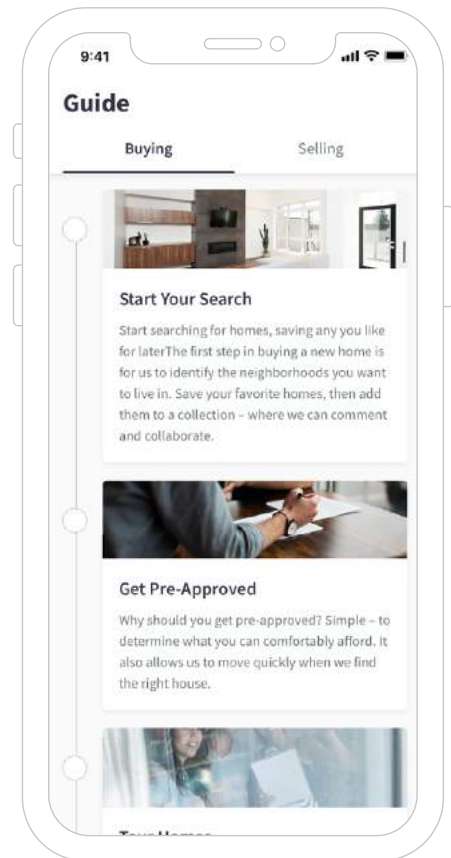 9:41
Guide
Buying Selling
Start Your Search
Start searching for homes, saving any you like
for laterThe first step in buying a new home is
for us to identify the neighborhoods you want
to live in. Save your favorite homes, then add
them to a collection – where we can comment
and collaborate.
Get Pre-Approved
Why should you get pre-approved? Simple – to
determine what you can comfortably afford. It
also allows us to move quickly when we find
the right house.